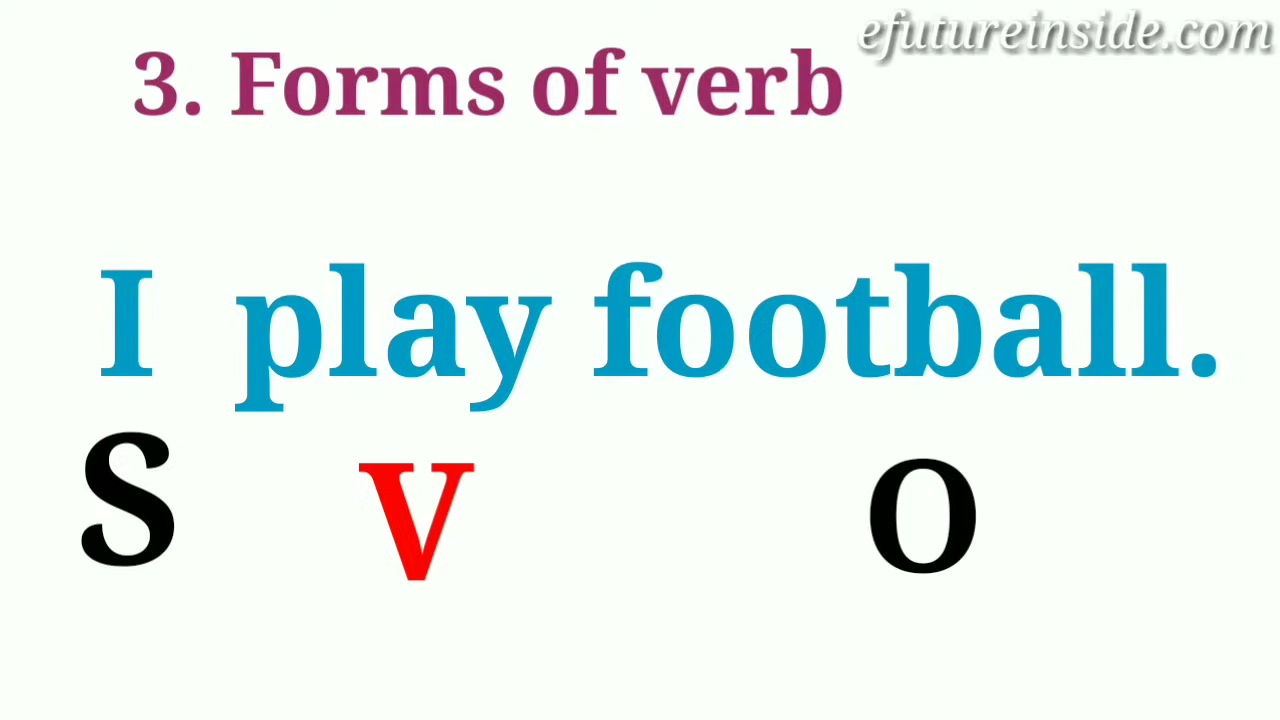 efutureinside.com
3. Forms of verb
I play football.
S V O